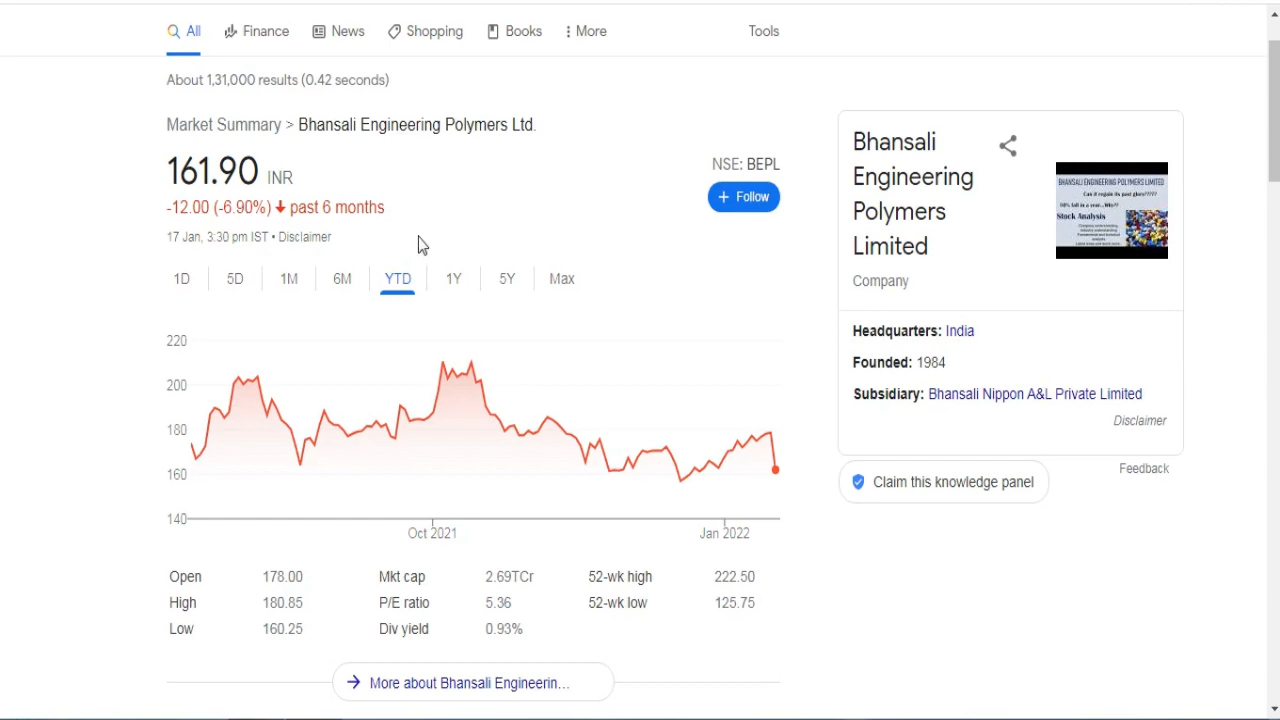 All Finance News Shopping Books More Tools
About 1,31,000 results (0.42 seconds)
Market Summary > Bhansali Engineering Polymers Ltd.
161.90 INR
-12.00 (-6.90%) past 6 months
17 Jan, 3:30 pm IST • Disclaimer
NSE: BEPL
+ Follow
1D 5D 1M 6M YTD 1Y 5Y Max
220
200
180
160
140
Oct 2021 Jan 2022
Open 178.00 Mkt cap 2.69TCr 52-wk high 222.50
High 180.85 P/E ratio 5.36 52-wk low 125.75
Low 160.25 Div yield 0.93%
More about Bhansali Engineerin...
Bhansali
Engineering
Polymers
Limited
Company
BHANSALI ENGINEERING POLYMERS LIMITED
Can it regain its past glory?????
Stock Analysis
Headquarters: India
Founded: 1984
Subsidiary: Bhansali Nippon A&L Private Limited
Disclaimer
Claim this knowledge panel
Feedback